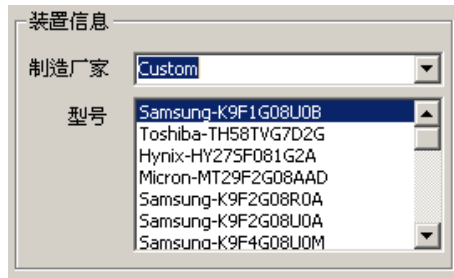 装置信息
制造厂家 Custom
型号 Samsung-K9F1G08U0B
Toshiba-TH58TVG7D2G
Hynix-HY27SF081G2A
Micron-MT29F2G08AAD
Samsung-K9F2G08R0A
Samsung-K9F2G08U0A
Samsung-K9F4G08U0M